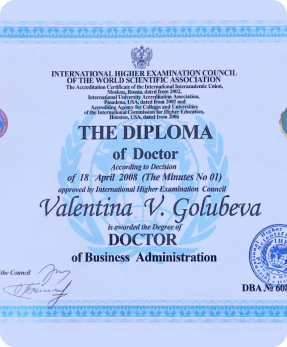 INTERNATIONAL HIGHER EXAMINATION COUNCIL
OF THE WORLD SCIENTIFIC ASSOCIATION
The Accreditation Certificate of the International Interacademic Union,
Moskou, Russia, dated from 2002,
International University Accreditation Association,
Pasadena, USA, dated from 2002 and
Accrediting Agency for Colleges and Universities
of the International Commission for Higher Education,
Houston, USA, dated from 2006
THE DIPLOMA
of Doctor
According to Decision
of 18 April 2008 (The Minutes No 01)
approved by International Higher Examination Council
Valentina V. Golubeva
is awarded the Degree of
DOCTOR
of Business Administration
the Council
DBA № 608